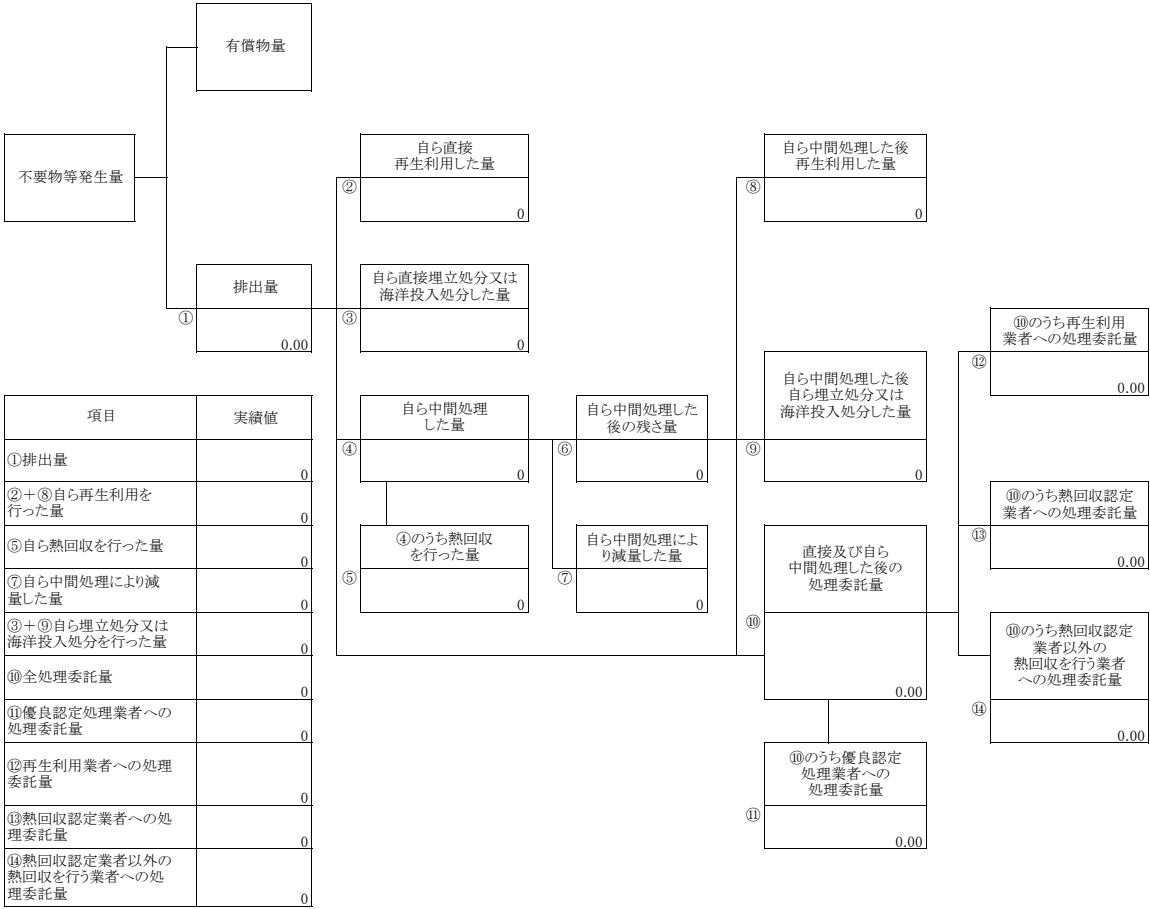 有償物量
不要物等発生量
排出量
①
0.00
自ら直接
再生利用した量
②
0
自ら直接埋立処分又は
海洋投入処分した量
③
0
自ら中間処理
した量
④
0
④のうち熱回収
を行った量
⑤
0
自ら中間処理した
後の残さ量
⑥
0
自ら中間処理によ
り減量した量
⑦
0
自ら中間処理した後
再生利用した量
⑧
0
自ら中間処理した後
自ら埋立処分又は
海洋投入処分した量
⑨
0
直接及び自ら
中間処理した後の
処理委託量
⑩
0.00
⑩のうち優良認定
処理業者への
処理委託量
⑪
0.00
⑩のうち再生利用
業者への処理委託量
⑫
0.00
⑩のうち熱回収認定
業者への処理委託量
⑬
0.00
⑩のうち熱回収認定
業者以外の
熱回収を行う業者
への処理委託量
⑭
0.00
項目 実績値
①排出量
0
②＋⑧自ら再生利用を
行った量
0
⑤自ら熱回収を行った量
0
⑦自ら中間処理により減
量した量
0
③＋⑨自ら埋立処分又は
海洋投入処分を行った量
0
⑩全処理委託量
0
⑪優良認定処理業者への
処理委託量
0
⑫再生利用業者への処理
委託量
0
⑬熱回収認定業者への処
理委託量
0
⑭熱回収認定業者以外の
熱回収を行う業者への処
理委託量
0